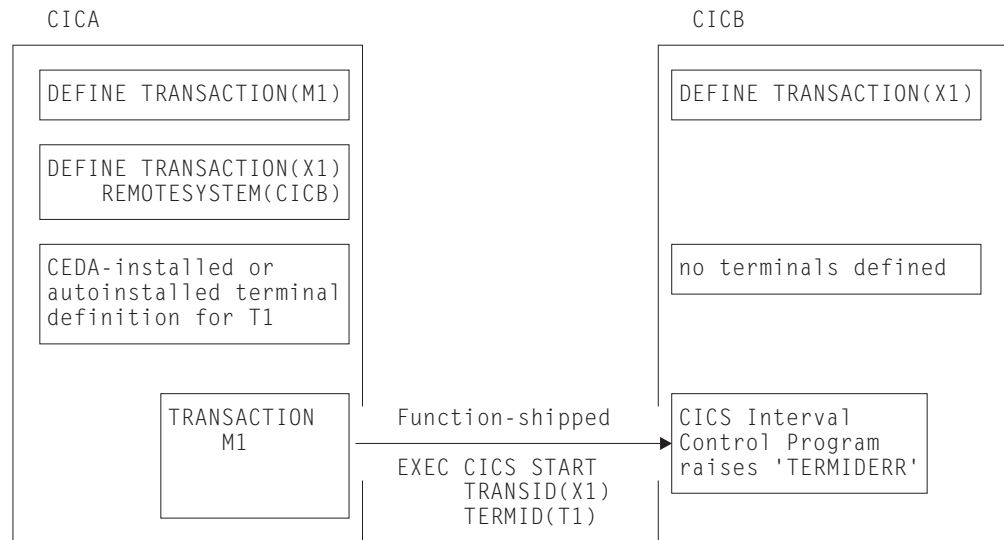 CICA
CICB
DEFINE TRANSACTION(M1)
DEFINE TRANSACTION(X1)
DEFINE TRANSACTION(X1)
REMOTESYSTEM(CICB)
CEDA-installed or
autoinstalled terminal
definition for T1
no terminals defined
TRANSACTION
M1
Function-shipped
EXEC CICS START
TRANSID(X1)
TERMID(T1)
CICS Interval
Control Program
raises 'TERMIDERR'